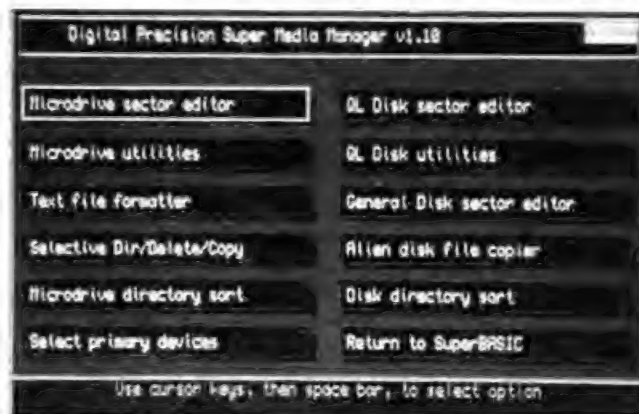 Digital Precision Super Media Manager v1.10
Microdrive sector editor
QL Disk sector editor
Microdrive utilities
QL Disk utilities
Text file formatter
General Disk sector editor
Selective Dir/Delete/Copy
Alien disk file copier
Microdrive directory sort
Disk directory sort
Select primary devices
Return to SuperBASIC
Use cursor keys, then space bar, to select option